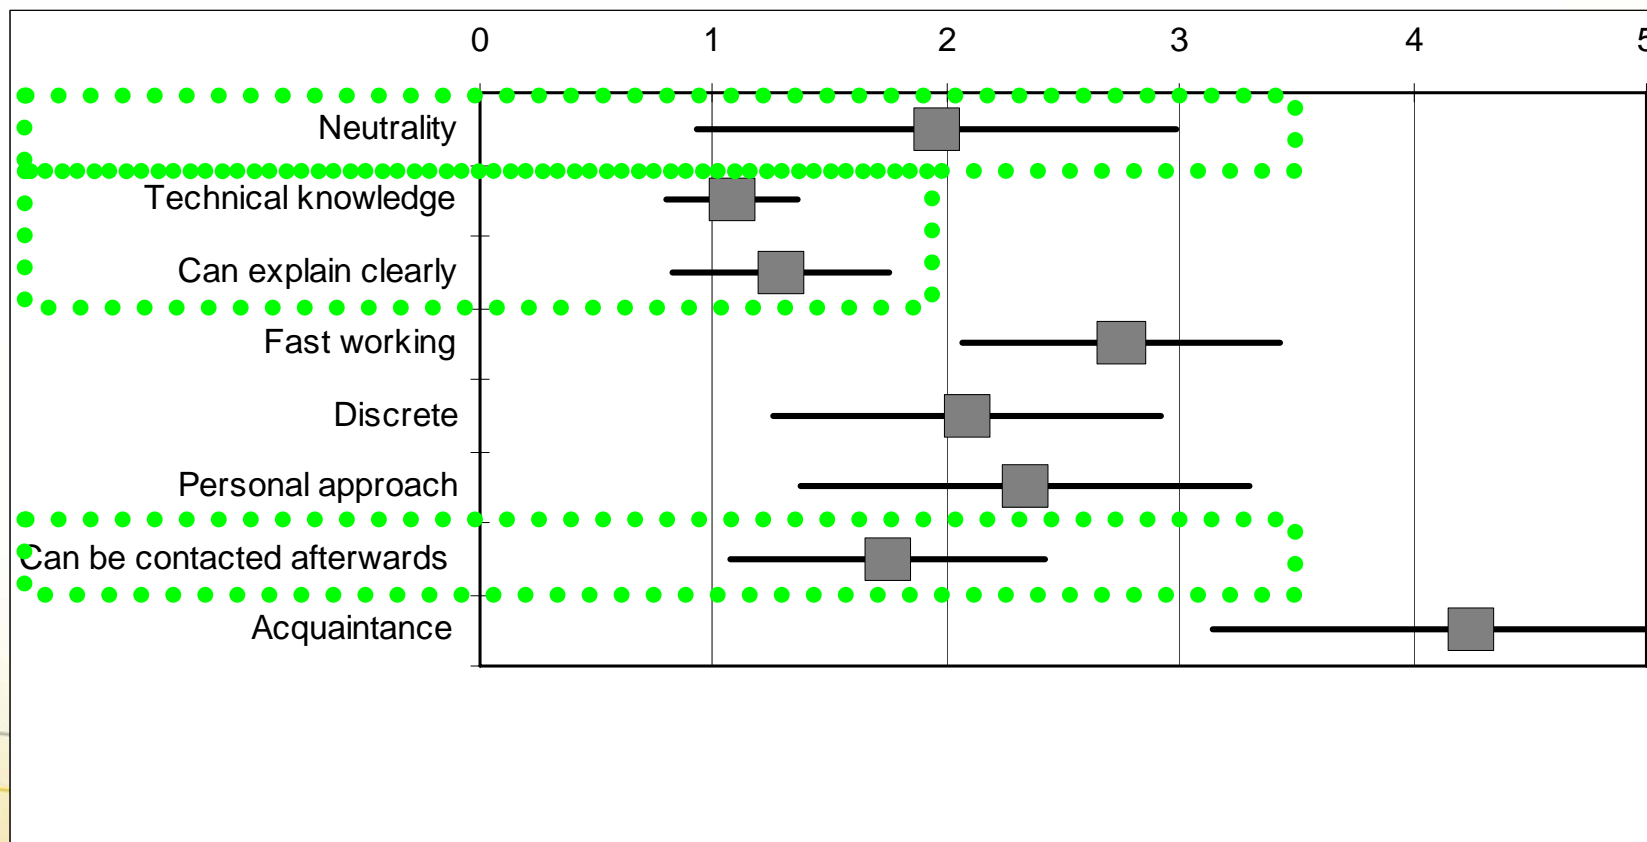 0 1 2 3 4 5
Neutrality
Technical knowledge
Can explain clearly
Fast working
Discrete
Personal approach
Can be contacted afterwards
Acquaintance